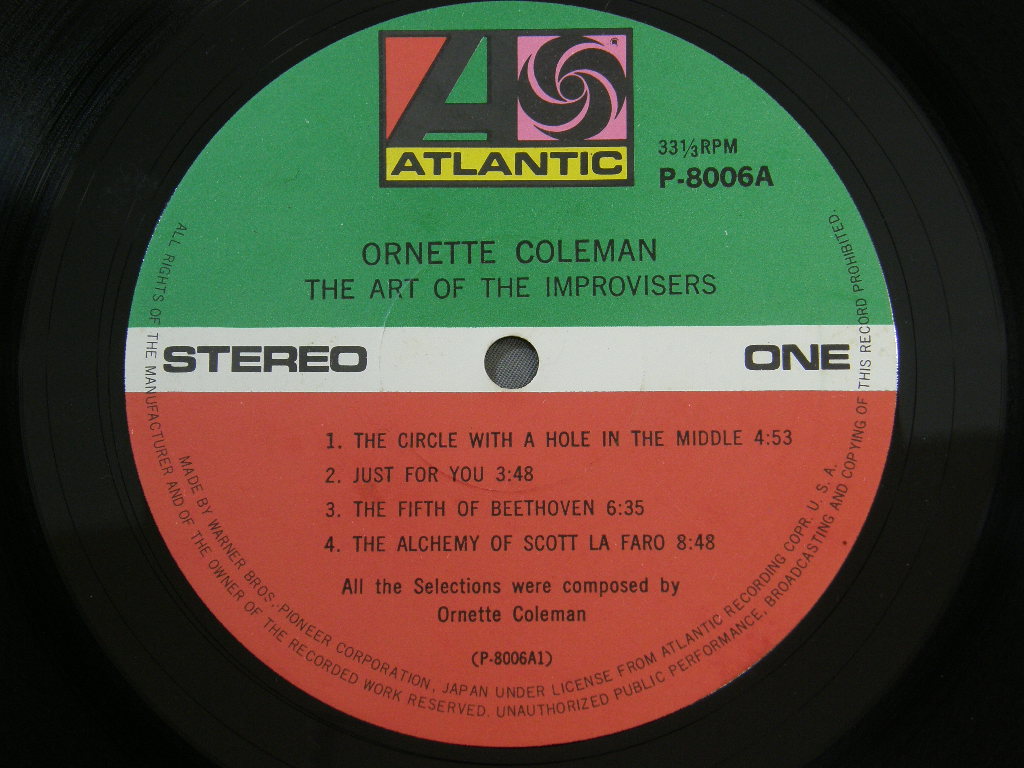 ATLANTIC
33⅓RPM
P-8006A
ORNETTE COLEMAN
THE ART OF THE IMPROVISERS
STEREO
ONE
1. THE CIRCLE WITH A HOLE IN THE MIDDLE 4:53
2. JUST FOR YOU 3:48
3. THE FIFTH OF BEETHOVEN 6:35
4. THE ALCHEMY OF SCOTT LA FARO 8:48
All the Selections were composed by
Ornette Coleman
(P-8006A1)
MADE BY WARNER BROS.-PIONEER CORPORATION, JAPAN UNDER LICENSE FROM ATLANTIC RECORDING COPR. U. S. A.
ALL RIGHTS OF THE MANUFACTURER AND OF THE OWNER OF THE RECORDED WORK RESERVED. UNAUTHORIZED PUBLIC PERFORMANCE, BROADCASTING AND COPYING OF THIS RECORD PROHIBITED.